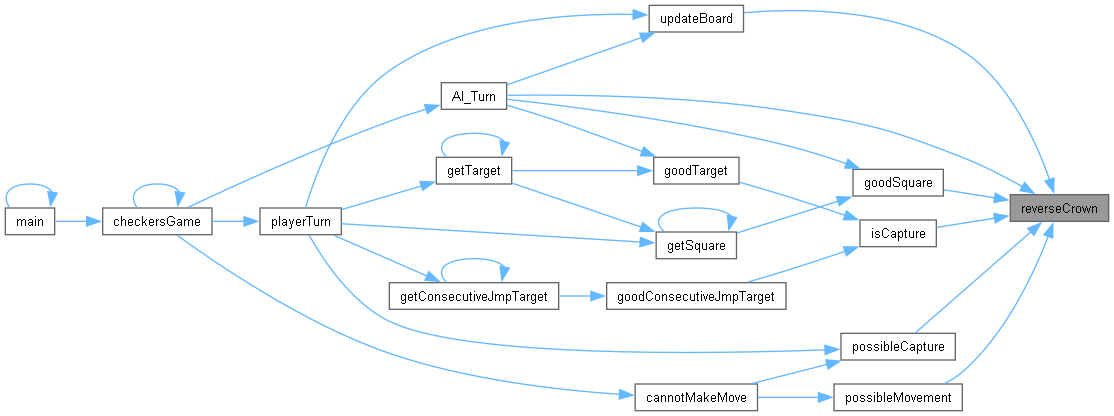 updateBoard
AI_Turn
getTarget
goodTarget
goodSquare
main
checkersGame
playerTurn
reverseCrown
isCapture
getSquare
getConsecutiveJmpTarget
goodConsecutiveJmpTarget
possibleCapture
cannotMakeMove
possibleMovement